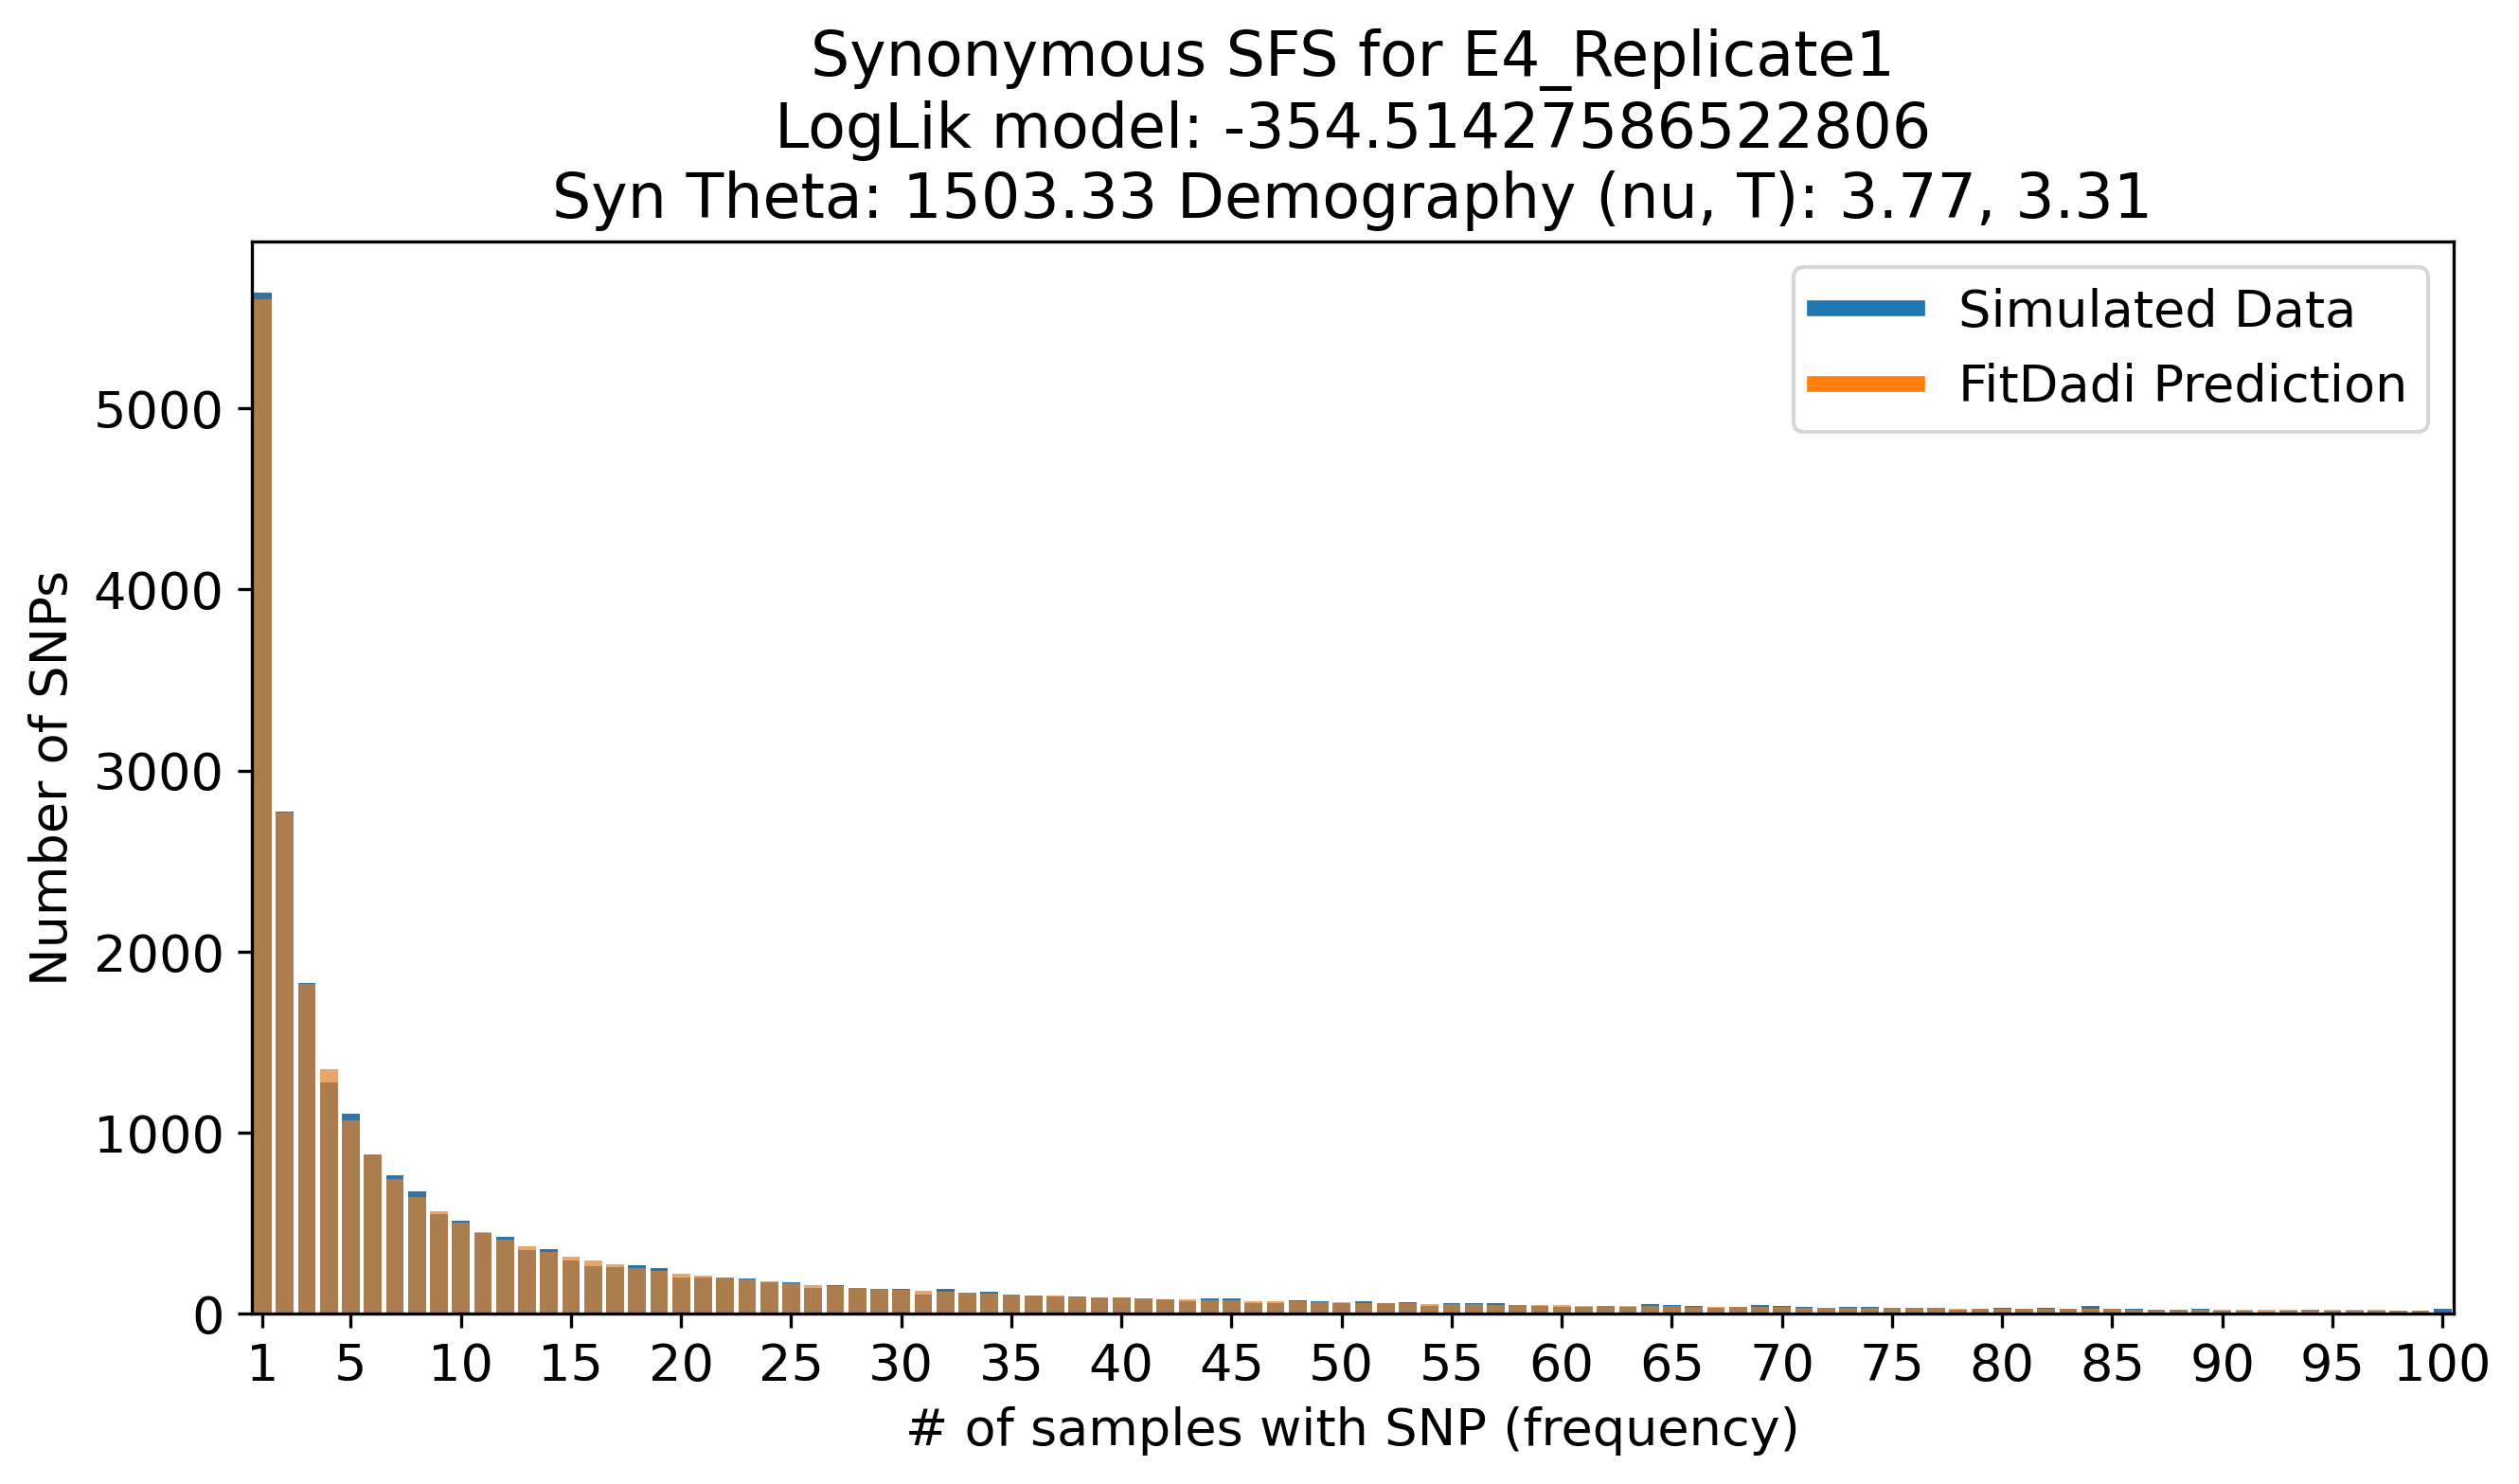 Synonymous SFS for E4_Replicate1
LogLik model: -354.51427586522806
Syn Theta: 1503.33 Demography (nu, T): 3.77, 3.31
Simulated Data
FitDadi Prediction
Number of SNPs
5000
4000
3000
2000
1000
0
1 5 10 15 20 25 30 35 40 45 50 55 60 65 70 75 80 85 90 95 100
# of samples with SNP (frequency)